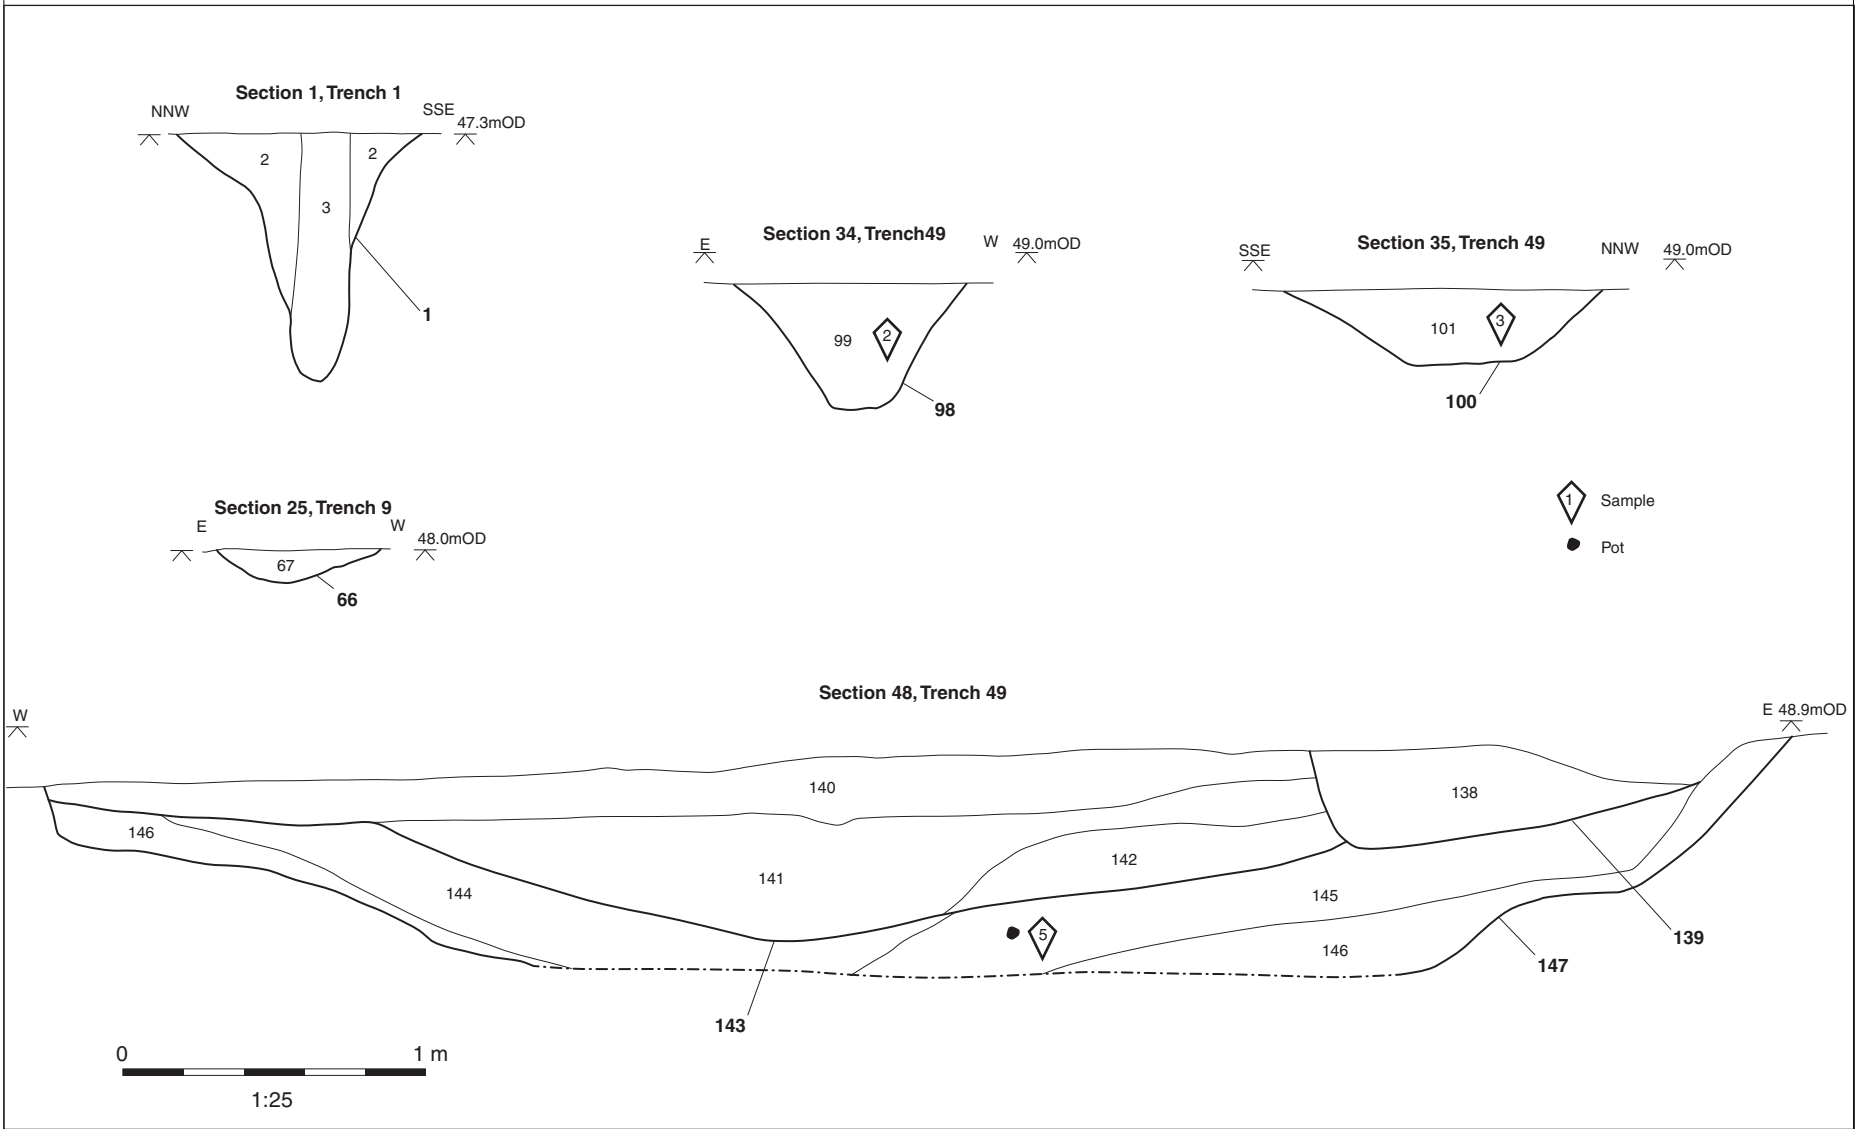 Section 1, Trench 1
NNW
SSE
47.3mOD
2
2
3
1
Section 34, Trench49
E
W
49.0mOD
99
2
98
Section 35, Trench 49
SSE
NNW
49.0mOD
101
3
100
Section 25, Trench 9
E
W
48.0mOD
67
66
1
Sample
Pot
Section 48, Trench 49
W
E 48.9mOD
140
138
146
142
141
144
145
5
146
139
147
143
0
1 m
1:25